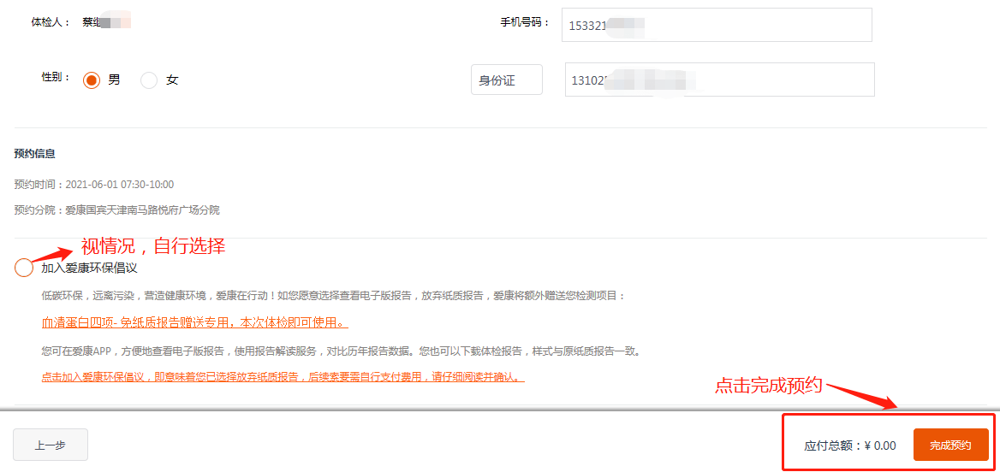 体检人： 蔡继
手机号码： 153321
性别： 男 女
身份证 13102
预约信息
预约时间：2021-06-01 07:30-10:00
预约分院：爱康国宾天津南马路悦府广场分院
视情况，自行选择
加入爱康环保倡议
低碳环保，远离污染，营造健康环境，爱康在行动！如您愿意选择查看电子版报告，放弃纸质报告，爱康将额外赠送您检测项目：
血清蛋白四项- 免纸质报告赠送专用，本次体检即可使用。
您可在爱康APP，方便地查看电子版报告，使用报告解读服务，对比历年报告数据。您也可以下载体检报告，样式与原纸质报告一致。
点击加入爱康环保倡议，即意味着您已选择放弃纸质报告，后续索要需自行支付费用，请仔细阅读并确认。
点击完成预约
上一步
应付总额：¥ 0.00
完成预约